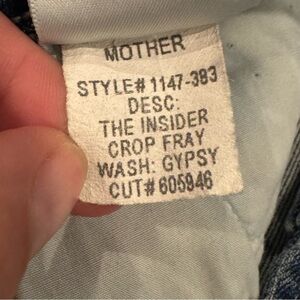 MOTHER
STYLE# 1147-393
DESC:
THE INSIDER
CROP FRAY
WASH: GYPSY
CUT# 605946